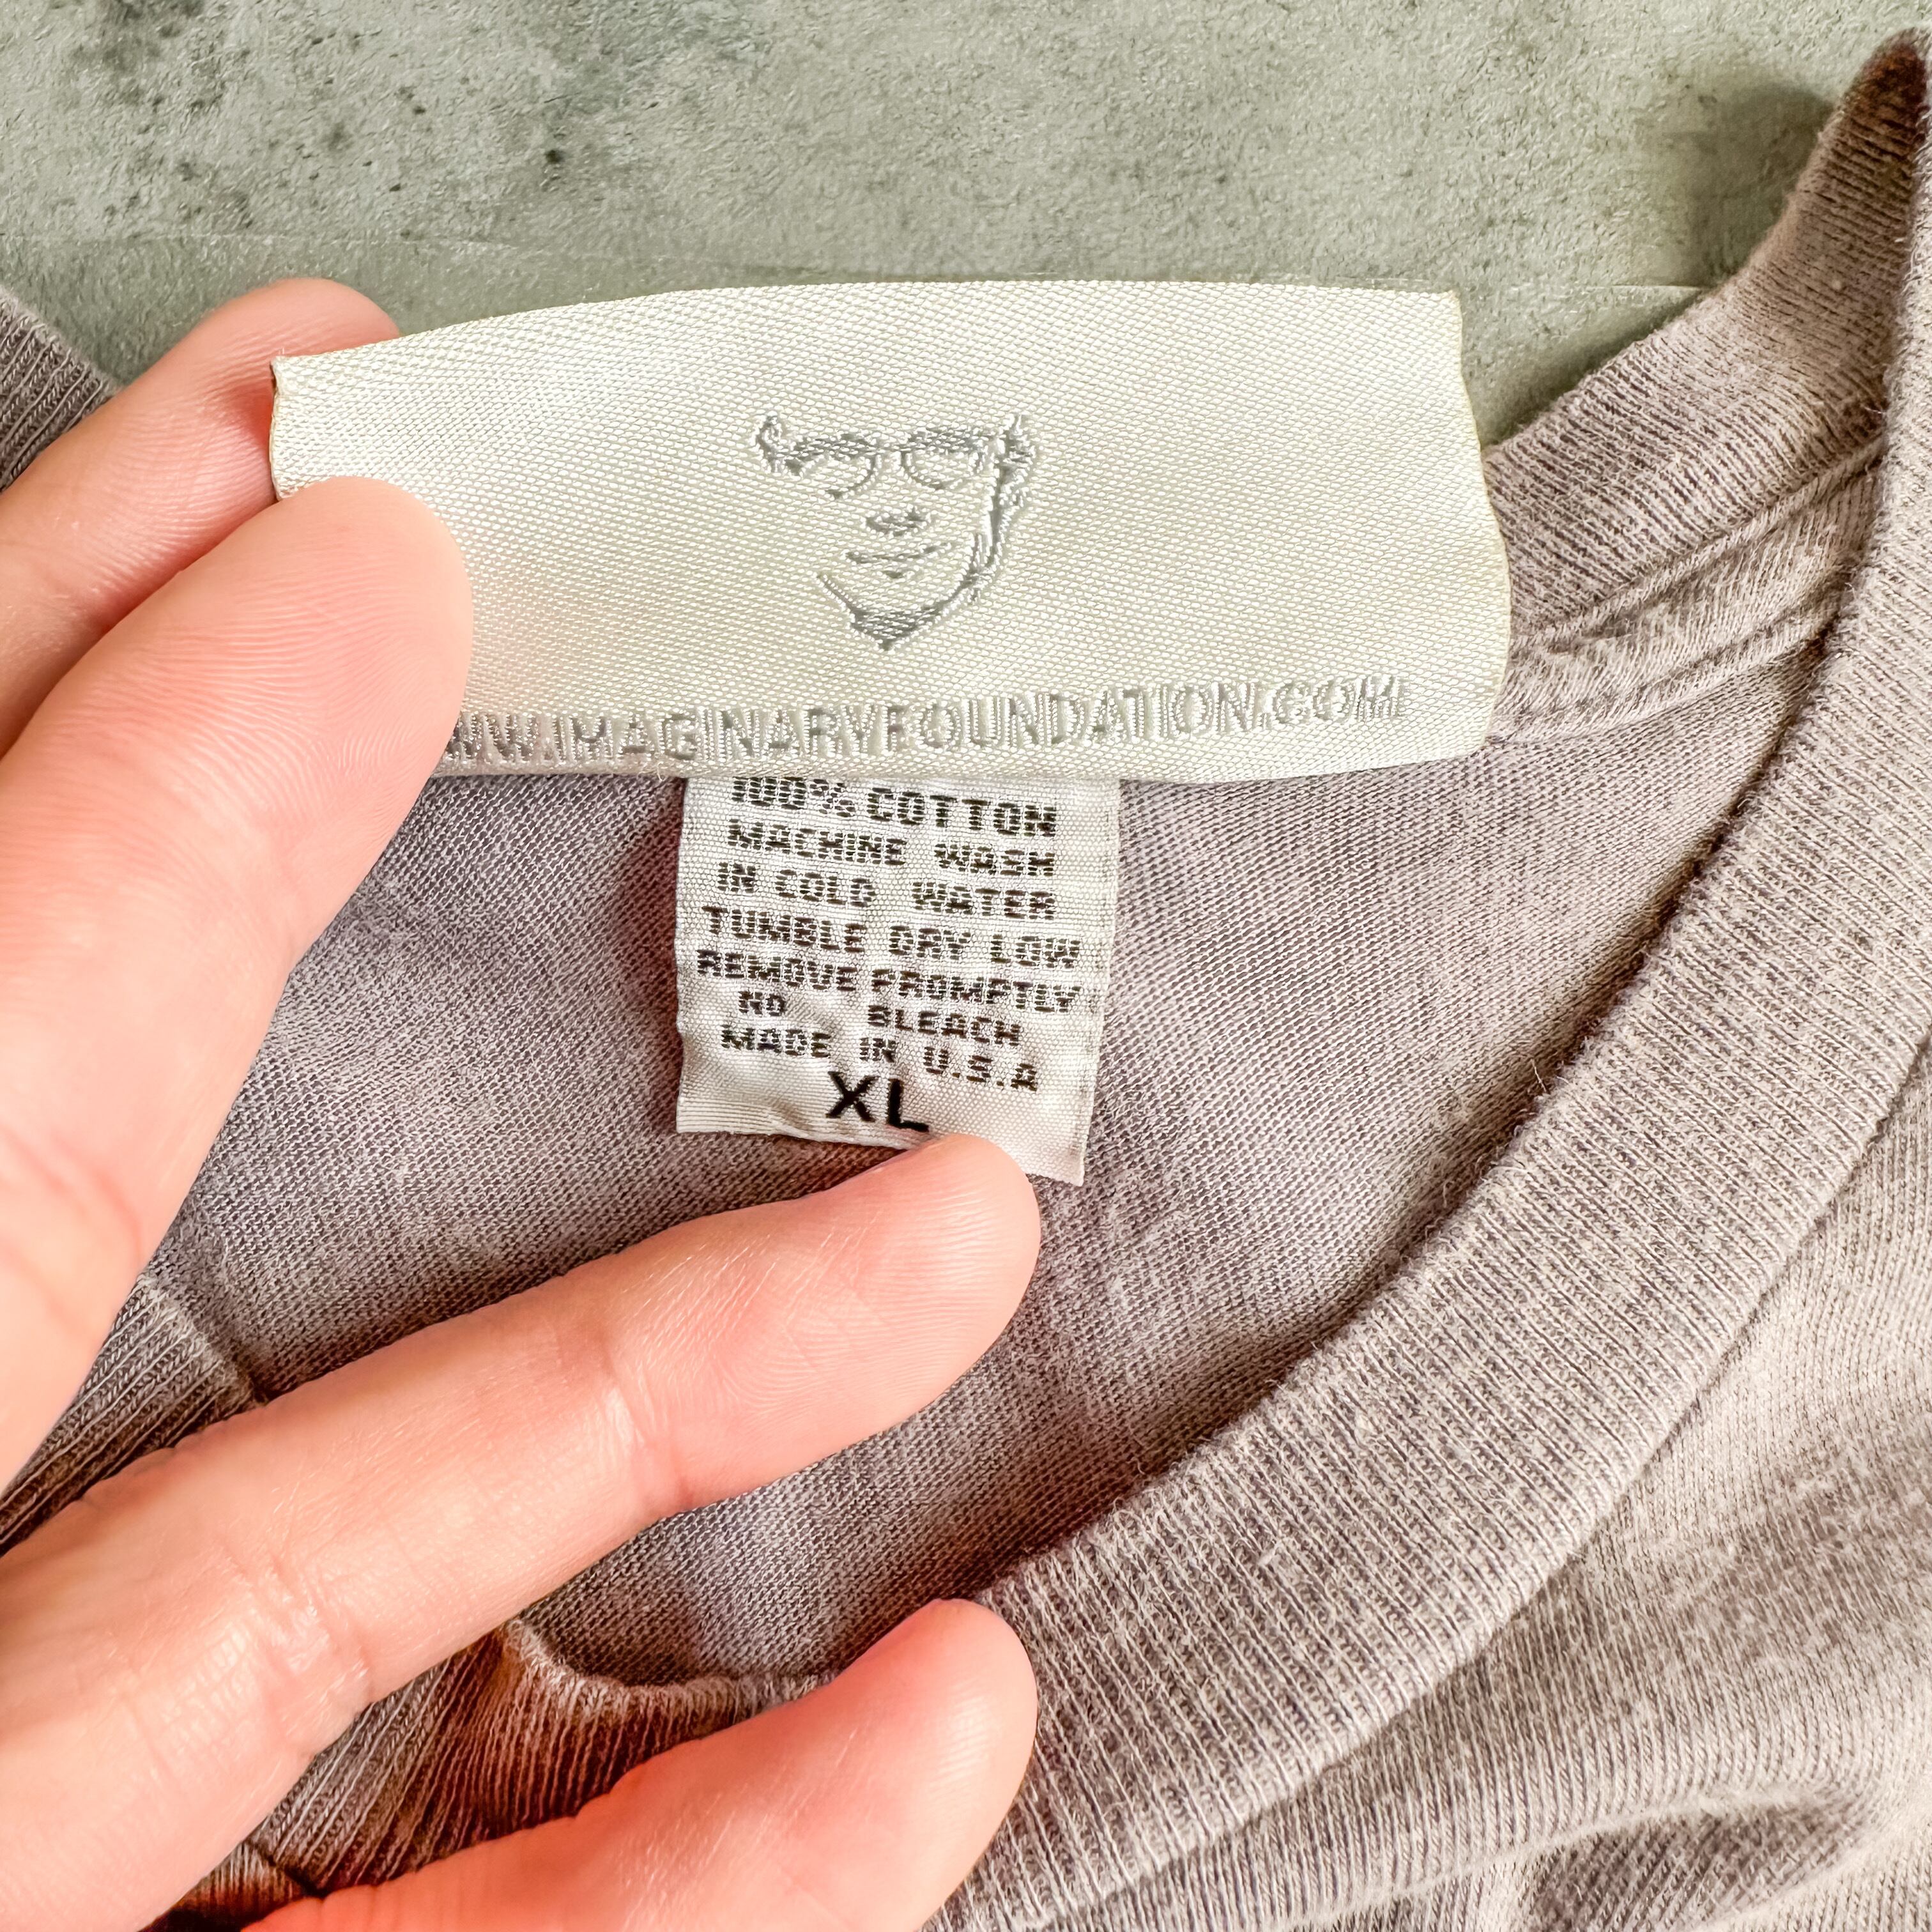 WW.IMAGINARYFOUNDATION.COM
100% COTTON
MACHINE WASH
IN COLD WATER
TUMBLE DRY LOW
REMOVE PROMPTLY
NO BLEACH
MADE IN U.S.A
XL